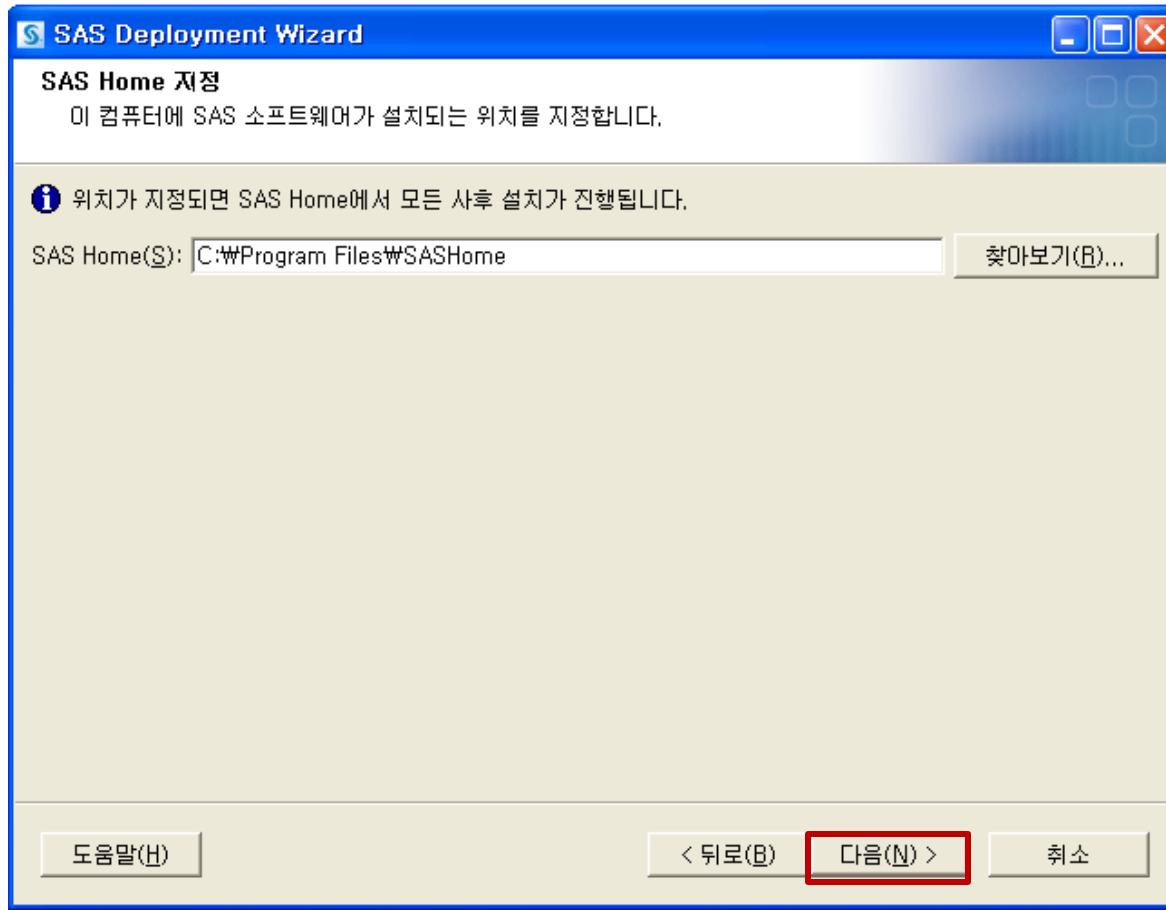 SAS Deployment Wizard
SAS Home 지정
이 컴퓨터에 SAS 소프트웨어가 설치되는 위치를 지정합니다.
위치가 지정되면 SAS Home에서 모든 사후 설치가 진행됩니다.
SAS Home(S): C:₩Program Files₩SASHome 찾아보기(R)...
도움말(H) < 뒤로(B) 다음(N) > 취소